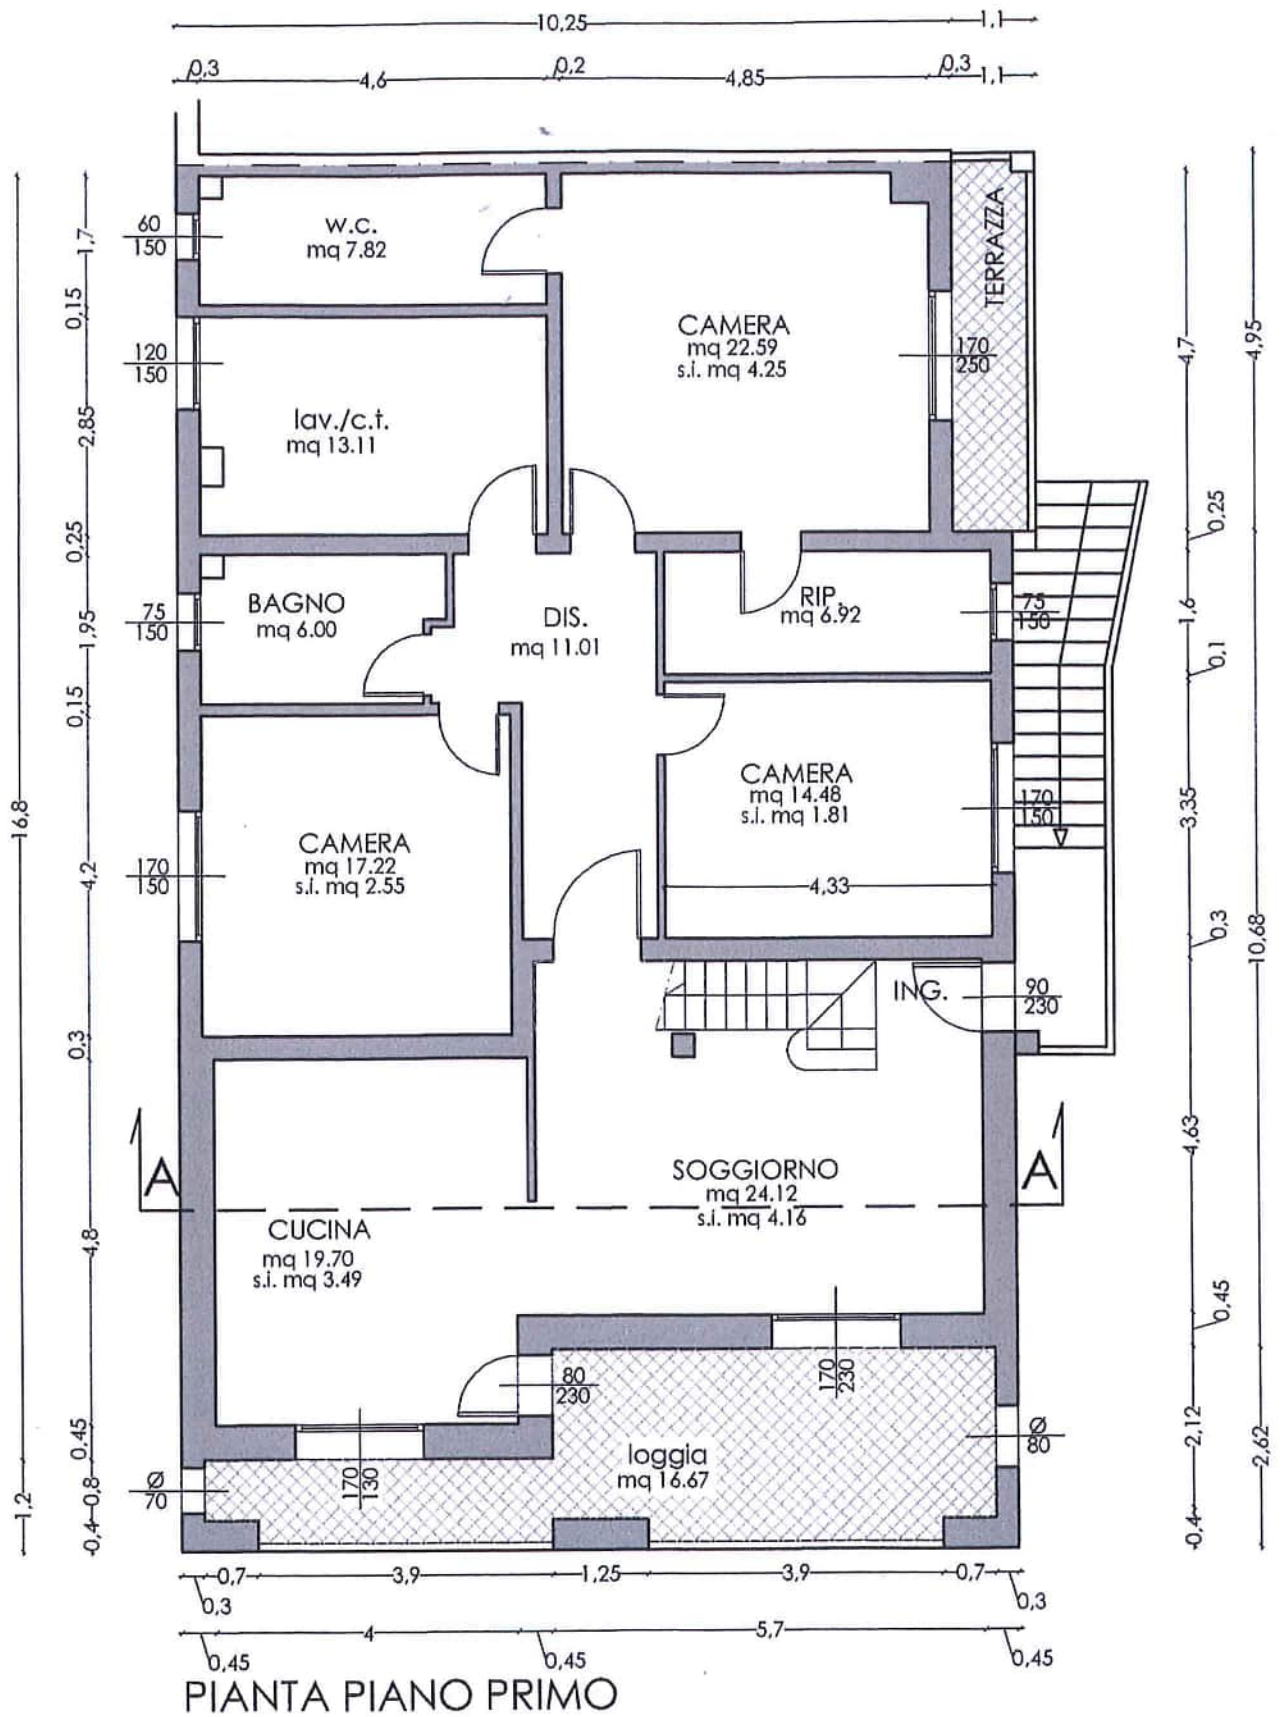 10,25
1,1
0,3
4,6
0,2
4,85
0,3
1,1
TERRAZZA
60
150
w.c.
mq 7.82
120
150
lav./c.t.
mq 13.11
CAMERA
mq 22.59
s.i. mq 4.25
170
250
75
150
BAGNO
mq 6.00
DIS.
mq 11.01
RIP.
mq 6.92
75
150
170
150
CAMERA
mq 17.22
s.i. mq 2.55
CAMERA
mq 14.48
s.i. mq 1.81
170
150
4,33
ING.
90
230
A
A
SOGGIORNO
mq 24.12
s.i. mq 4.16
CUCINA
mq 19.70
s.i. mq 3.49
80
230
170
230
170
130
loggia
mq 16.67
Ø
70
Ø
80
16,8
1,2
1,7
0,15
2,85
0,25
1,95
0,15
4,2
0,3
4,8
0,45
0,8
0,4
4,7
0,25
1,6
0,1
3,35
0,3
4,63
0,45
2,12
0,4
4,95
10,68
2,62
0,7
3,9
1,25
3,9
0,7
0,3
0,3
4
5,7
0,45
0,45
0,45
PIANTA PIANO PRIMO